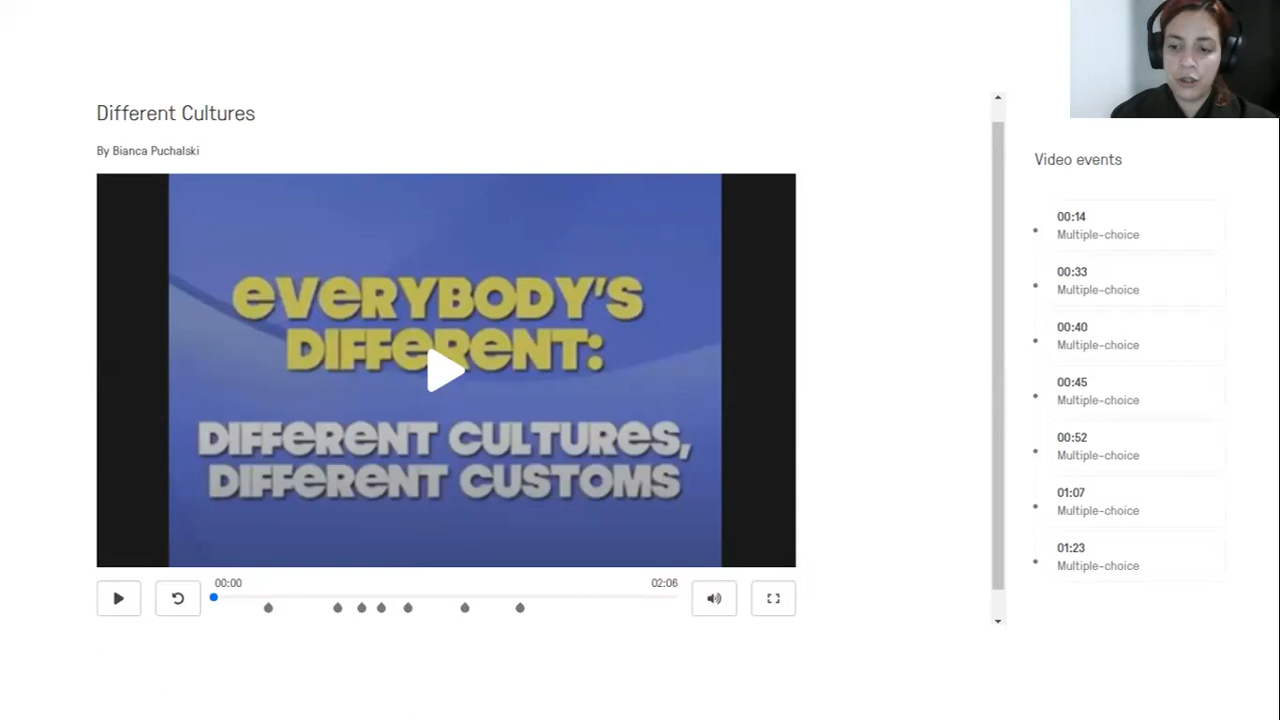 Different Cultures
By Bianca Puchalski
EVERYBODY'S
DIFFERENT:
DIFFERENT CULTURES,
DIFFERENT CUSTOMS
00:00
02:06
Video events
00:14
Multiple-choice
00:33
Multiple-choice
00:40
Multiple-choice
00:45
Multiple-choice
00:52
Multiple-choice
01:07
Multiple-choice
01:23
Multiple-choice